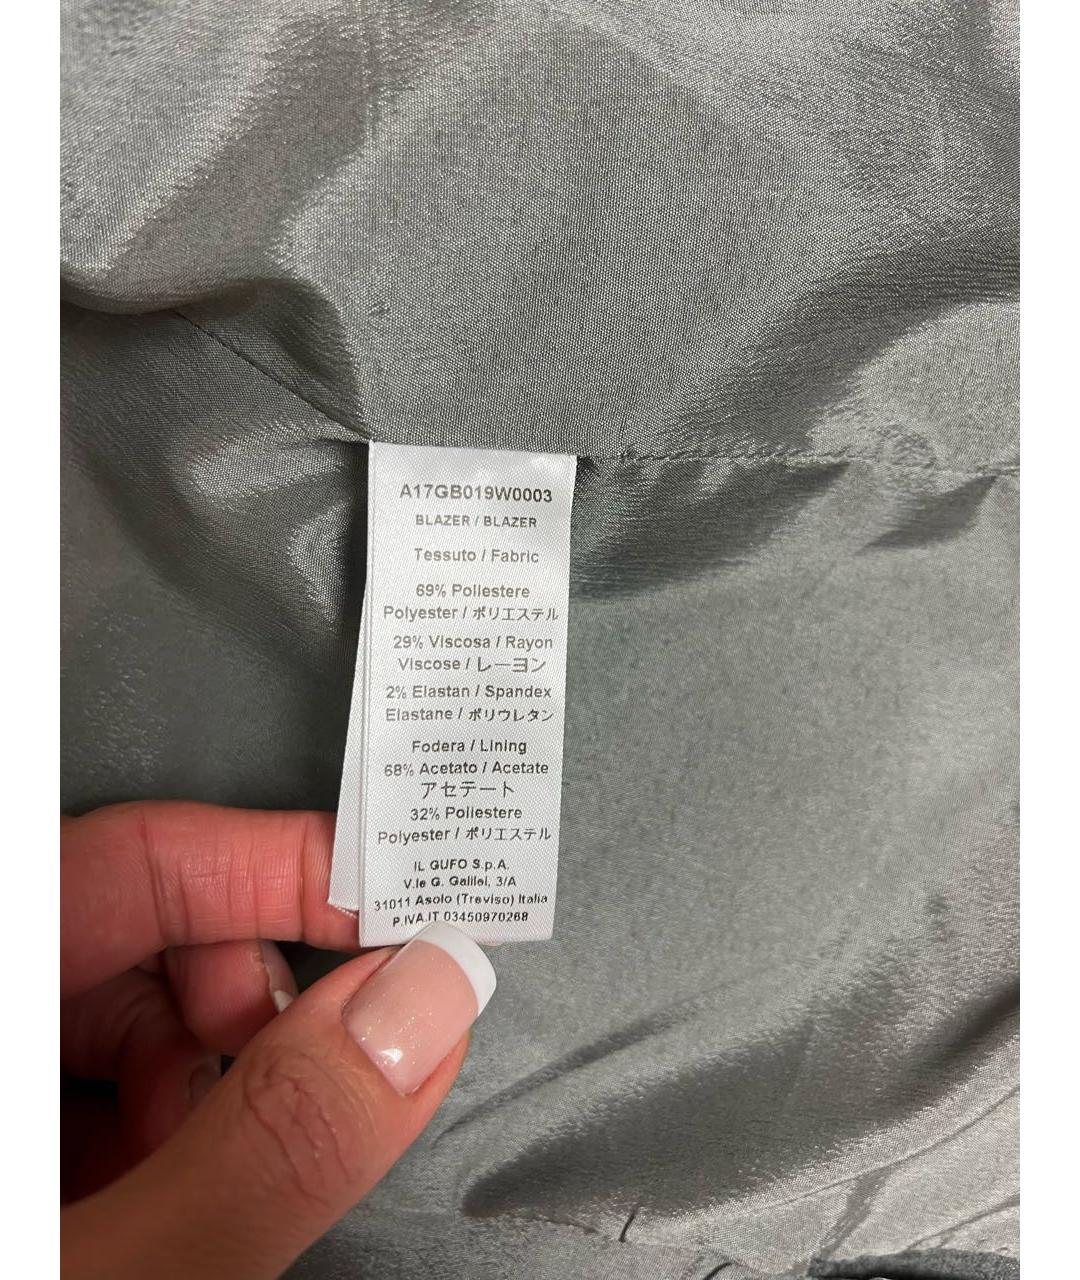 A17GB019W0003
BLAZER / BLAZER
Tessuto / Fabric
69% Poliestere
Polyester / ポリエステル
29% Viscosa / Rayon
Viscose / レーヨン
2% Elastan / Spandex
Elastane / ポリウレタン
Fodera / Lining
68% Acetato / Acetate
アセテート
32% Poliestere
Polyester / ポリエステル
IL GUFO S.p.A.
V.le G. Galilei, 3/A
31011 Asolo (Treviso) Italia
P.IVA.IT 03450970268